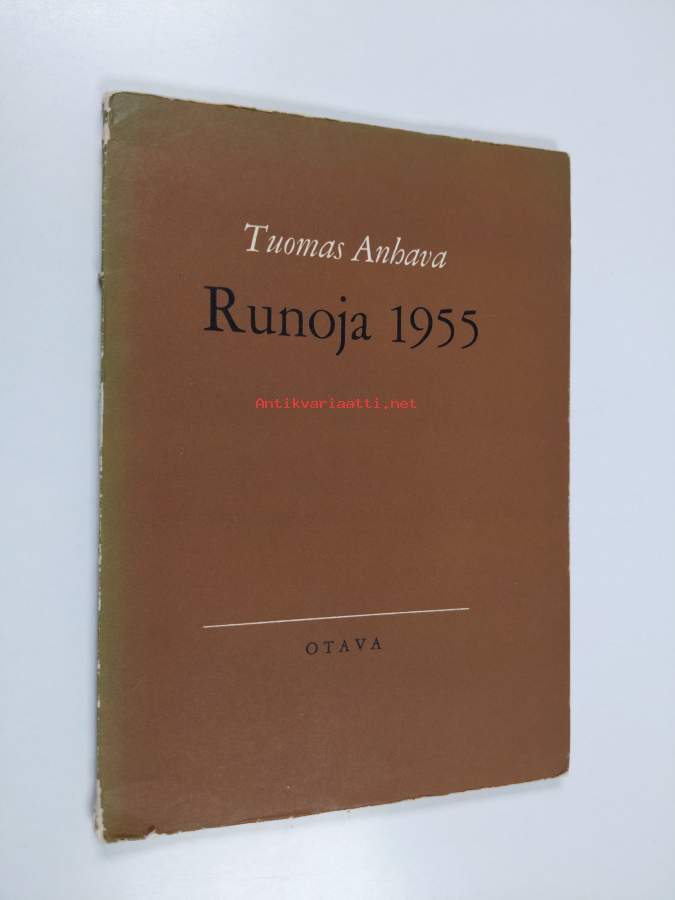 Tuomas Anhava
Runoja 1955
Antikvariaatti.net
OTAVA